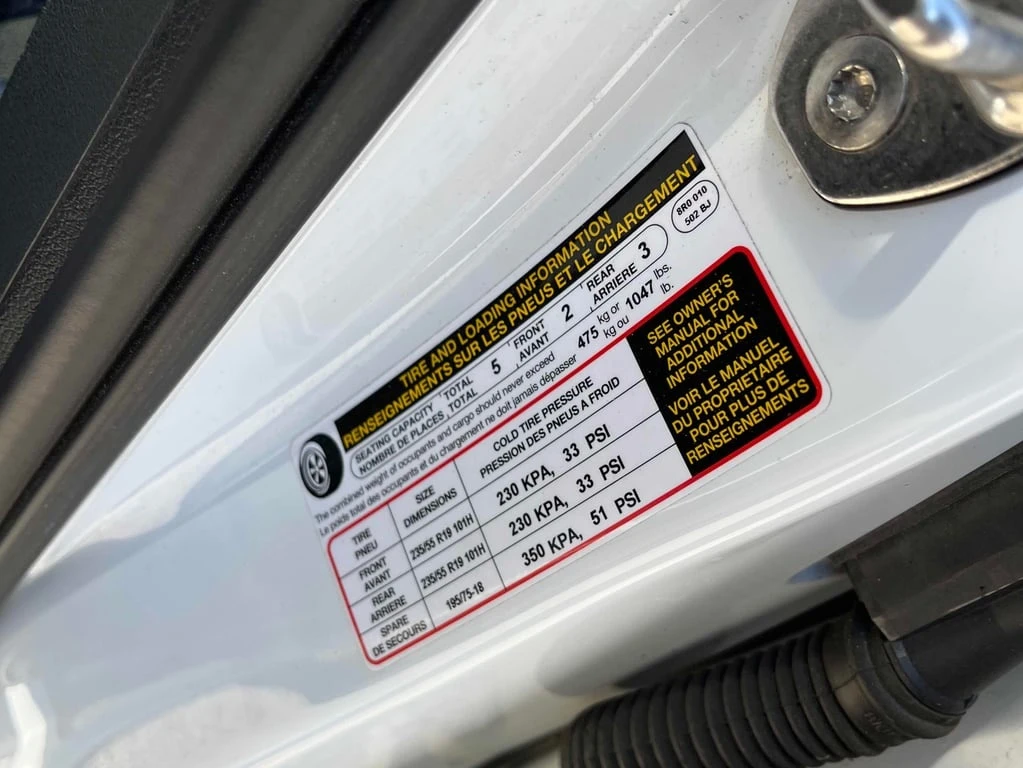 TIRE AND LOADING INFORMATION
RENSEIGNEMENTS SUR LES PNEUS ET LE CHARGEMENT
SEATING CAPACITY TOTAL 5 FRONT 2 REAR 3
NOMBRE DE PLACES TOTAL AVANT ARRIERE
8R0 010
502 BJ
The combined weight of occupants and cargo should never exceed 475 kg or 1047 lbs.
Le poids total des occupants et du chargement ne doit jamais dépasser kg ou lb.
TIRE SIZE COLD TIRE PRESSURE
PNEU DIMENSIONS PRESSION DES PNEUS A FROID
FRONT
AVANT 235/55 R19 101H 230 KPA, 33 PSI
REAR
ARRIERE 235/55 R19 101H 230 KPA, 33 PSI
SPARE
DE SECOURS 195/75-18 350 KPA, 51 PSI
SEE OWNER'S
MANUAL FOR
ADDITIONAL
INFORMATION
VOIR LE MANUEL
DU PROPRIETAIRE
POUR PLUS DE
RENSEIGNEMENTS